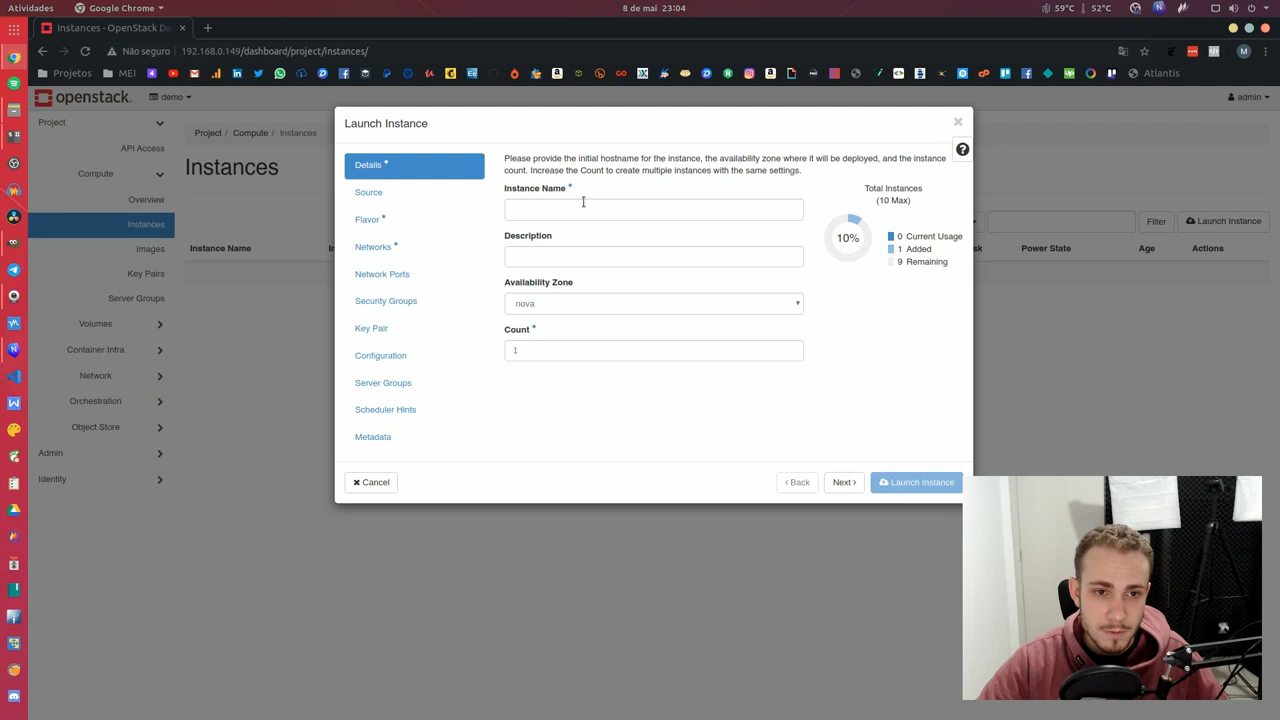 Atividades
Google Chrome
8 de mai 23:04
59°C
52°C
Instances - OpenStack Da
Não seguro
192.168.0.149/dashboard/project/instances/
Projetos
MEI
Atlantis
openstack.
demo
admin
Project
API Access
Compute
Overview
Instances
Images
Key Pairs
Server Groups
Volumes
Container Infra
Network
Orchestration
Object Store
Admin
Identity
Project / Compute / Instances
Instances
Filter
Launch Instance
Instance Name
Power State
Age
Actions
Launch Instance
Details *
Source
Flavor *
Networks *
Network Ports
Security Groups
Key Pair
Configuration
Server Groups
Scheduler Hints
Metadata
Please provide the initial hostname for the instance, the availability zone where it will be deployed, and the instance
count. Increase the Count to create multiple instances with the same settings.
Instance Name *
Description
Availability Zone
nova
Count *
1
Total Instances
(10 Max)
10%
0 Current Usage
1 Added
9 Remaining
Cancel
< Back
Next >
Launch Instance